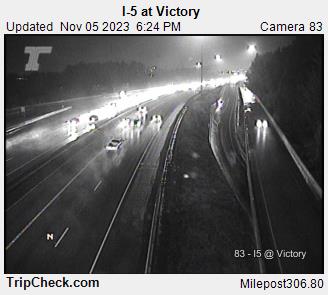 I-5 at Victory
Updated Nov 05 2023 6:24 PM Camera 83
T
N
83 - I5 @ Victory
TripCheck.com Milepost306.80